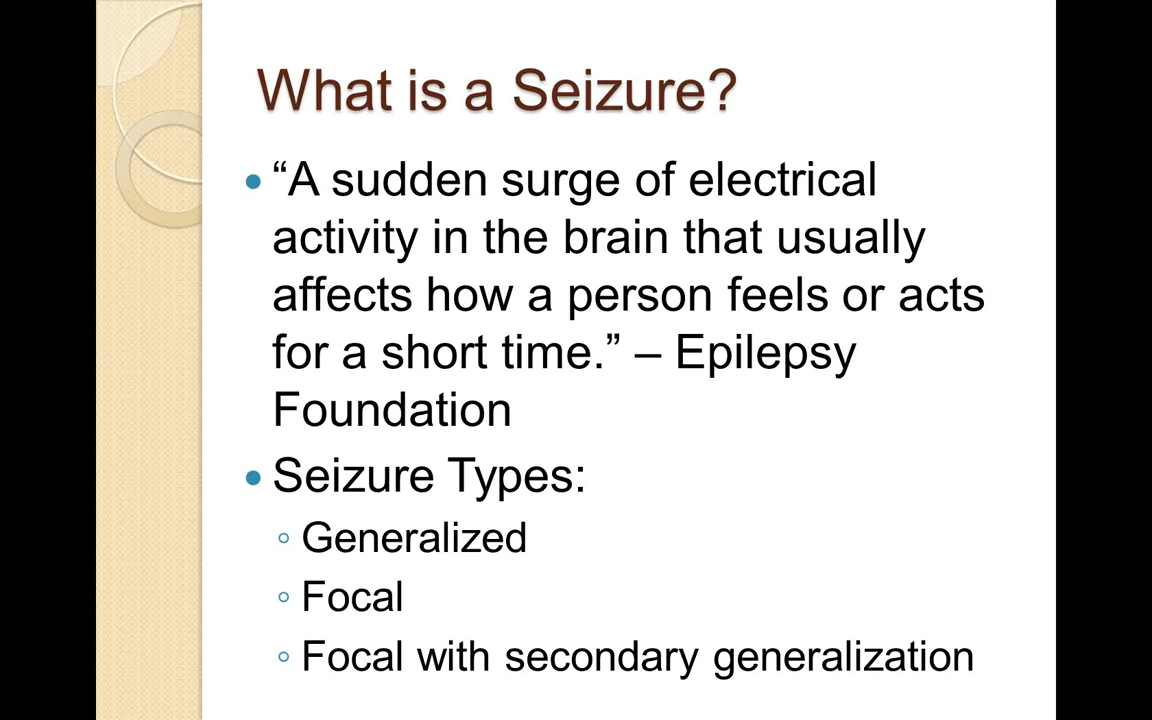 What is a Seizure?
• “A sudden surge of electrical
activity in the brain that usually
affects how a person feels or acts
for a short time.” – Epilepsy
Foundation
• Seizure Types:
◦ Generalized
◦ Focal
◦ Focal with secondary generalization